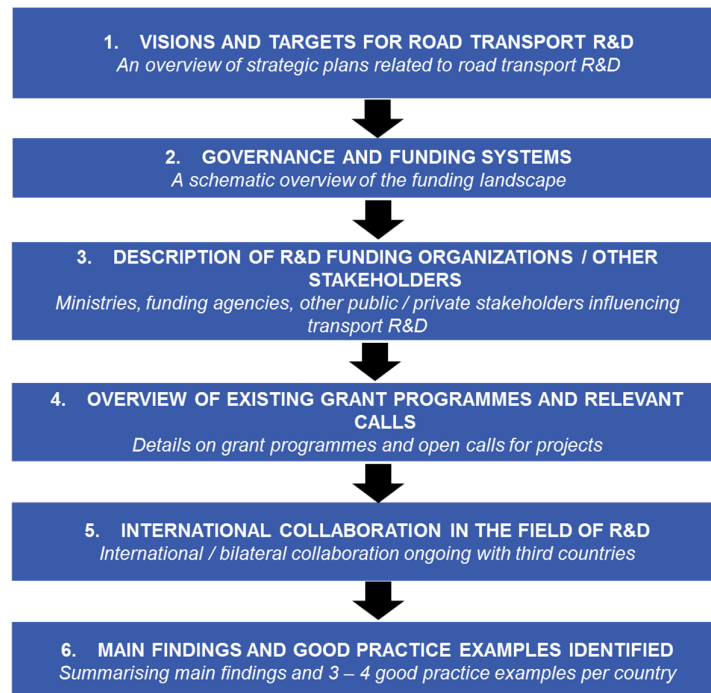 1. VISIONS AND TARGETS FOR ROAD TRANSPORT R&D
An overview of strategic plans related to road transport R&D
2. GOVERNANCE AND FUNDING SYSTEMS
A schematic overview of the funding landscape
3. DESCRIPTION OF R&D FUNDING ORGANIZATIONS / OTHER
STAKEHOLDERS
Ministries, funding agencies, other public / private stakeholders influencing
transport R&D
4. OVERVIEW OF EXISTING GRANT PROGRAMMES AND RELEVANT
CALLS
Details on grant programmes and open calls for projects
5. INTERNATIONAL COLLABORATION IN THE FIELD OF R&D
International / bilateral collaboration ongoing with third countries
6. MAIN FINDINGS AND GOOD PRACTICE EXAMPLES IDENTIFIED
Summarising main findings and 3 – 4 good practice examples per country